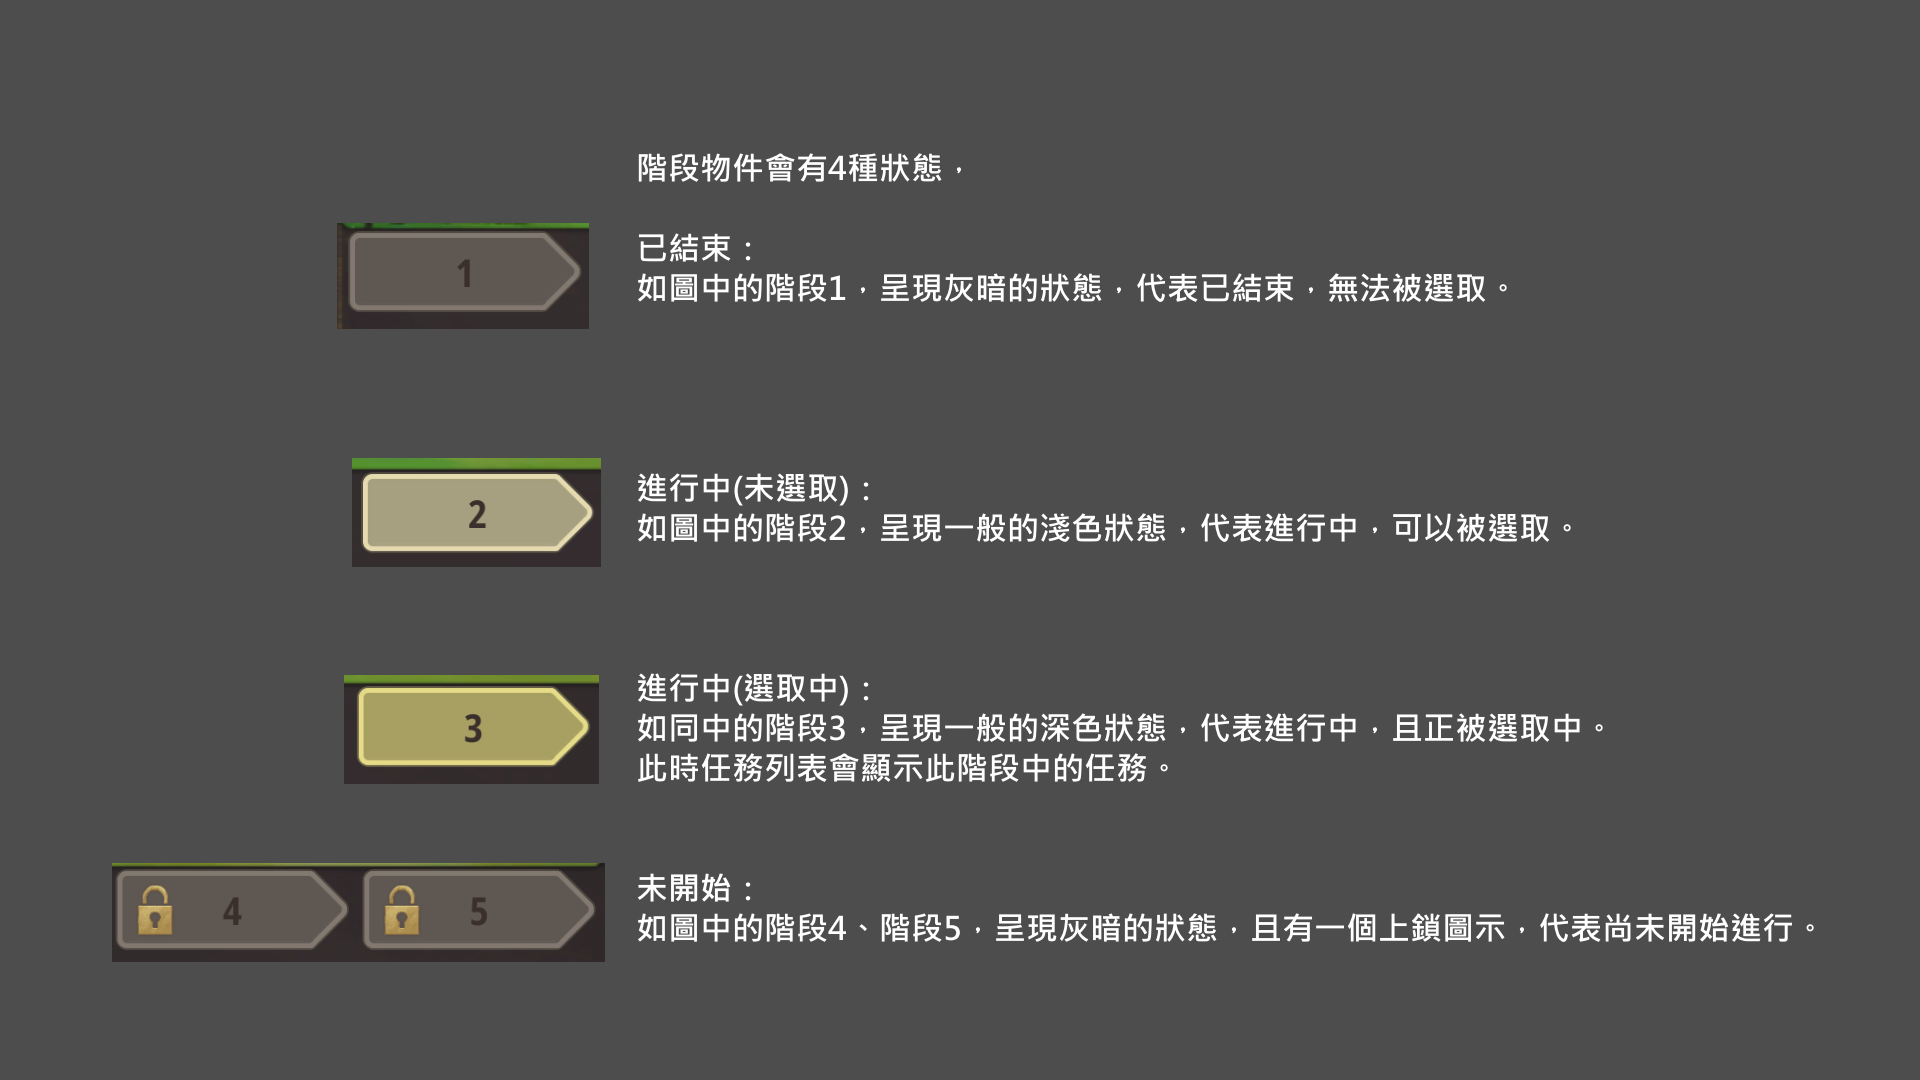 階段物件會有4種狀態，
1
已結束：
如圖中的階段1，呈現灰暗的狀態，代表已結束，無法被選取。
2
進行中(未選取)：
如圖中的階段2，呈現一般的淺色狀態，代表進行中，可以被選取。
3
進行中(選取中)：
如同中的階段3，呈現一般的深色狀態，代表進行中，且正被選取中。
此時任務列表會顯示此階段中的任務。
4
5
未開始：
如圖中的階段4、階段5，呈現灰暗的狀態，且有一個上鎖圖示，代表尚未開始進行。